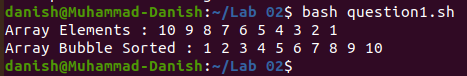 danish@Muhammad-Danish:~/Lab 02$ bash question1.sh
Array Elements : 10 9 8 7 6 5 4 3 2 1
Array Bubble Sorted : 1 2 3 4 5 6 7 8 9 10
danish@Muhammad-Danish:~/Lab 02$